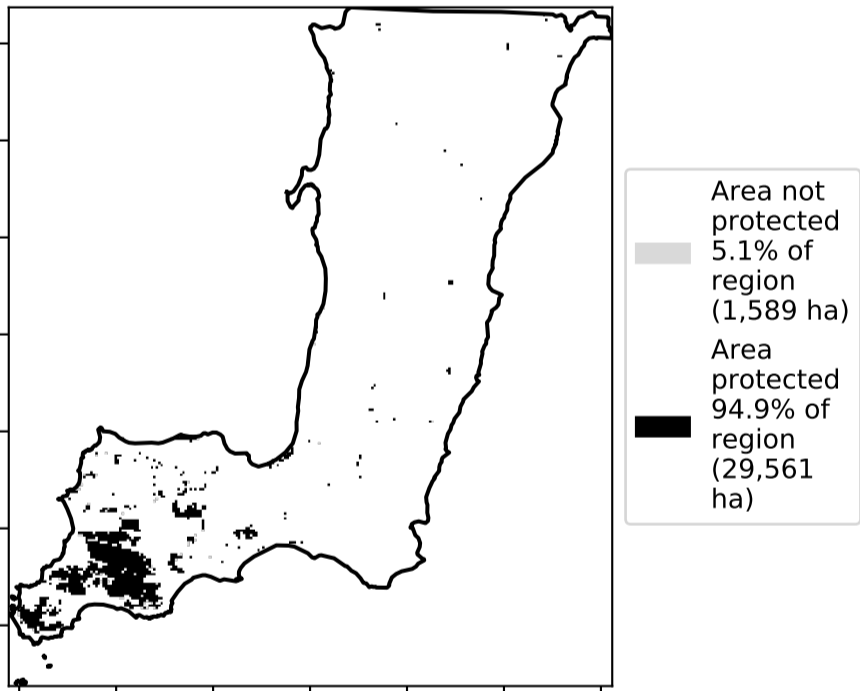 Area not
protected
5.1% of
region
(1,589 ha)
Area
protected
94.9% of
region
(29,561
ha)